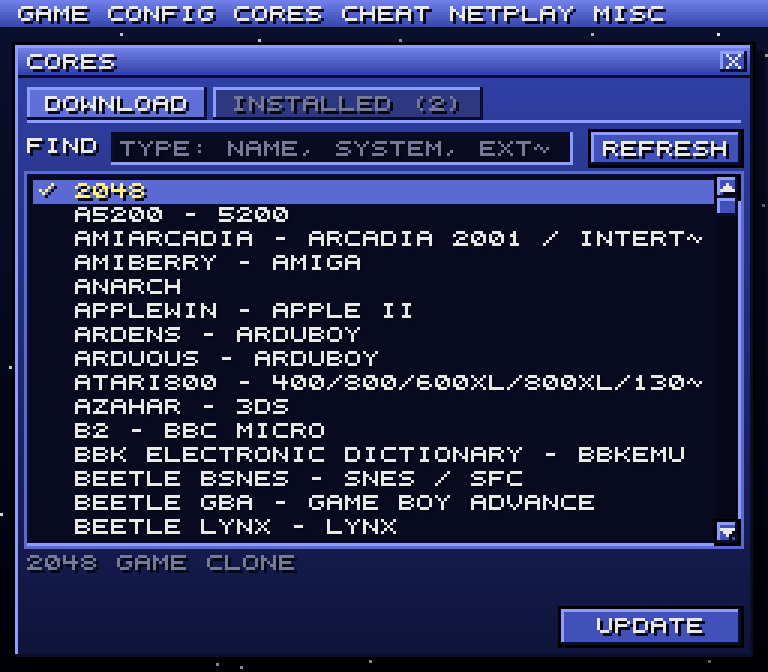 GAME CONFIG CORES CHEAT NETPLAY MISC
CORES
DOWNLOAD INSTALLED (2)
FIND TYPE: NAME, SYSTEM, EXT~ REFRESH
✓ 2048
A5200 - 5200
AMIARCADIA - ARCADIA 2001 / INTERT~
AMIBERRY - AMIGA
ANARCH
APPLEWIN - APPLE II
ARDENS - ARDUBOY
ARDUOUS - ARDUBOY
ATARI800 - 400/800/600XL/800XL/130~
AZAHAR - 3DS
B2 - BBC MICRO
BBK ELECTRONIC DICTIONARY - BBKEMU
BEETLE BSNES - SNES / SFC
BEETLE GBA - GAME BOY ADVANCE
BEETLE LYNX - LYNX
2048 GAME CLONE
UPDATE